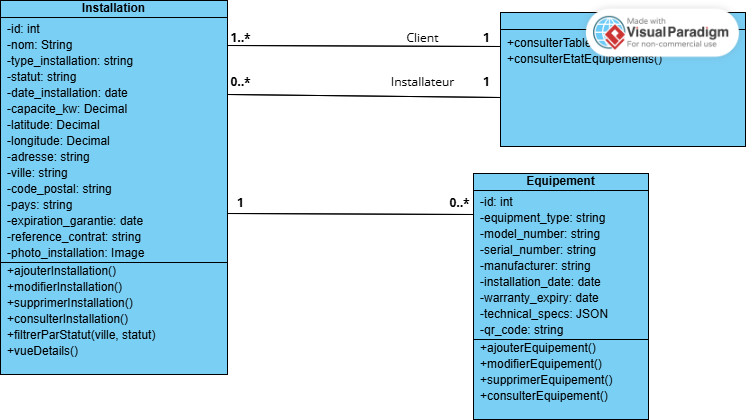 Installation
-id: int
-nom: String
-type_installation: string
-statut: string
-date_installation: date
-capacite_kw: Decimal
-latitude: Decimal
-longitude: Decimal
-adresse: string
-ville: string
-code_postal: string
-pays: string
-expiration_garantie: date
-reference_contrat: string
-photo_installation: Image
+ajouterInstallation()
+modifierInstallation()
+supprimerInstallation()
+consulterInstallation()
+filtrerParStatut(ville, statut)
+vueDetails()
1..* Client 1
0..* Installateur 1
1 0..*
+consulterTable
+consulterEtatEquipements()
Made with
Visual Paradigm
For non-commercial use
Equipement
-id: int
-equipment_type: string
-model_number: string
-serial_number: string
-manufacturer: string
-installation_date: date
-warranty_expiry: date
-technical_specs: JSON
-qr_code: string
+ajouterEquipement()
+modifierEquipement()
+supprimerEquipement()
+consulterEquipement()